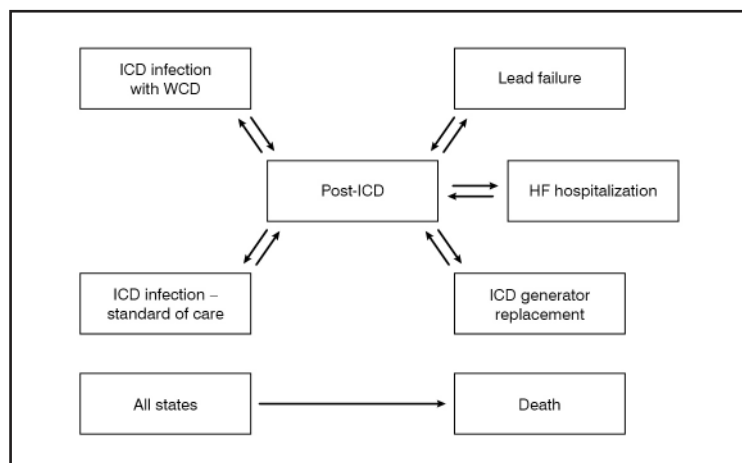 ICD infection
with WCD
Lead failure
Post-ICD
HF hospitalization
ICD infection –
standard of care
ICD generator
replacement
All states
Death